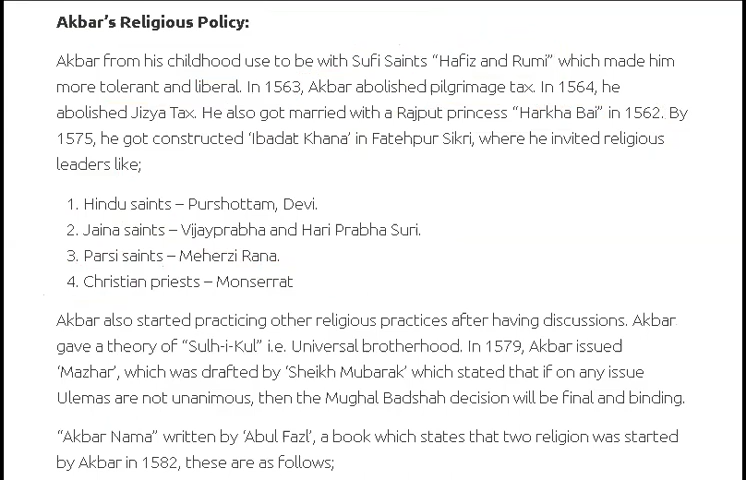 Akbar's Religious Policy:
Akbar from his childhood use to be with Sufi Saints "Hafiz and Rumi" which made him
more tolerant and liberal. In 1563, Akbar abolished pilgrimage tax. In 1564, he
abolished Jizya Tax. He also got married with a Rajput princess "Harkha Bai" in 1562. By
1575, he got constructed 'Ibadat Khana' in Fatehpur Sikri, where he invited religious
leaders like;
1. Hindu saints – Purshottam, Devi.
2. Jaina saints – Vijayprabha and Hari Prabha Suri.
3. Parsi saints – Meherzi Rana.
4. Christian priests – Monserrat
Akbar also started practicing other religious practices after having discussions. Akbar
gave a theory of "Sulh-i-Kul" i.e. Universal brotherhood. In 1579, Akbar issued
'Mazhar', which was drafted by 'Sheikh Mubarak' which stated that if on any issue
Ulemas are not unanimous, then the Mughal Badshah decision will be final and binding.
"Akbar Nama" written by 'Abul Fazl', a book which states that two religion was started
by Akbar in 1582, these are as follows;